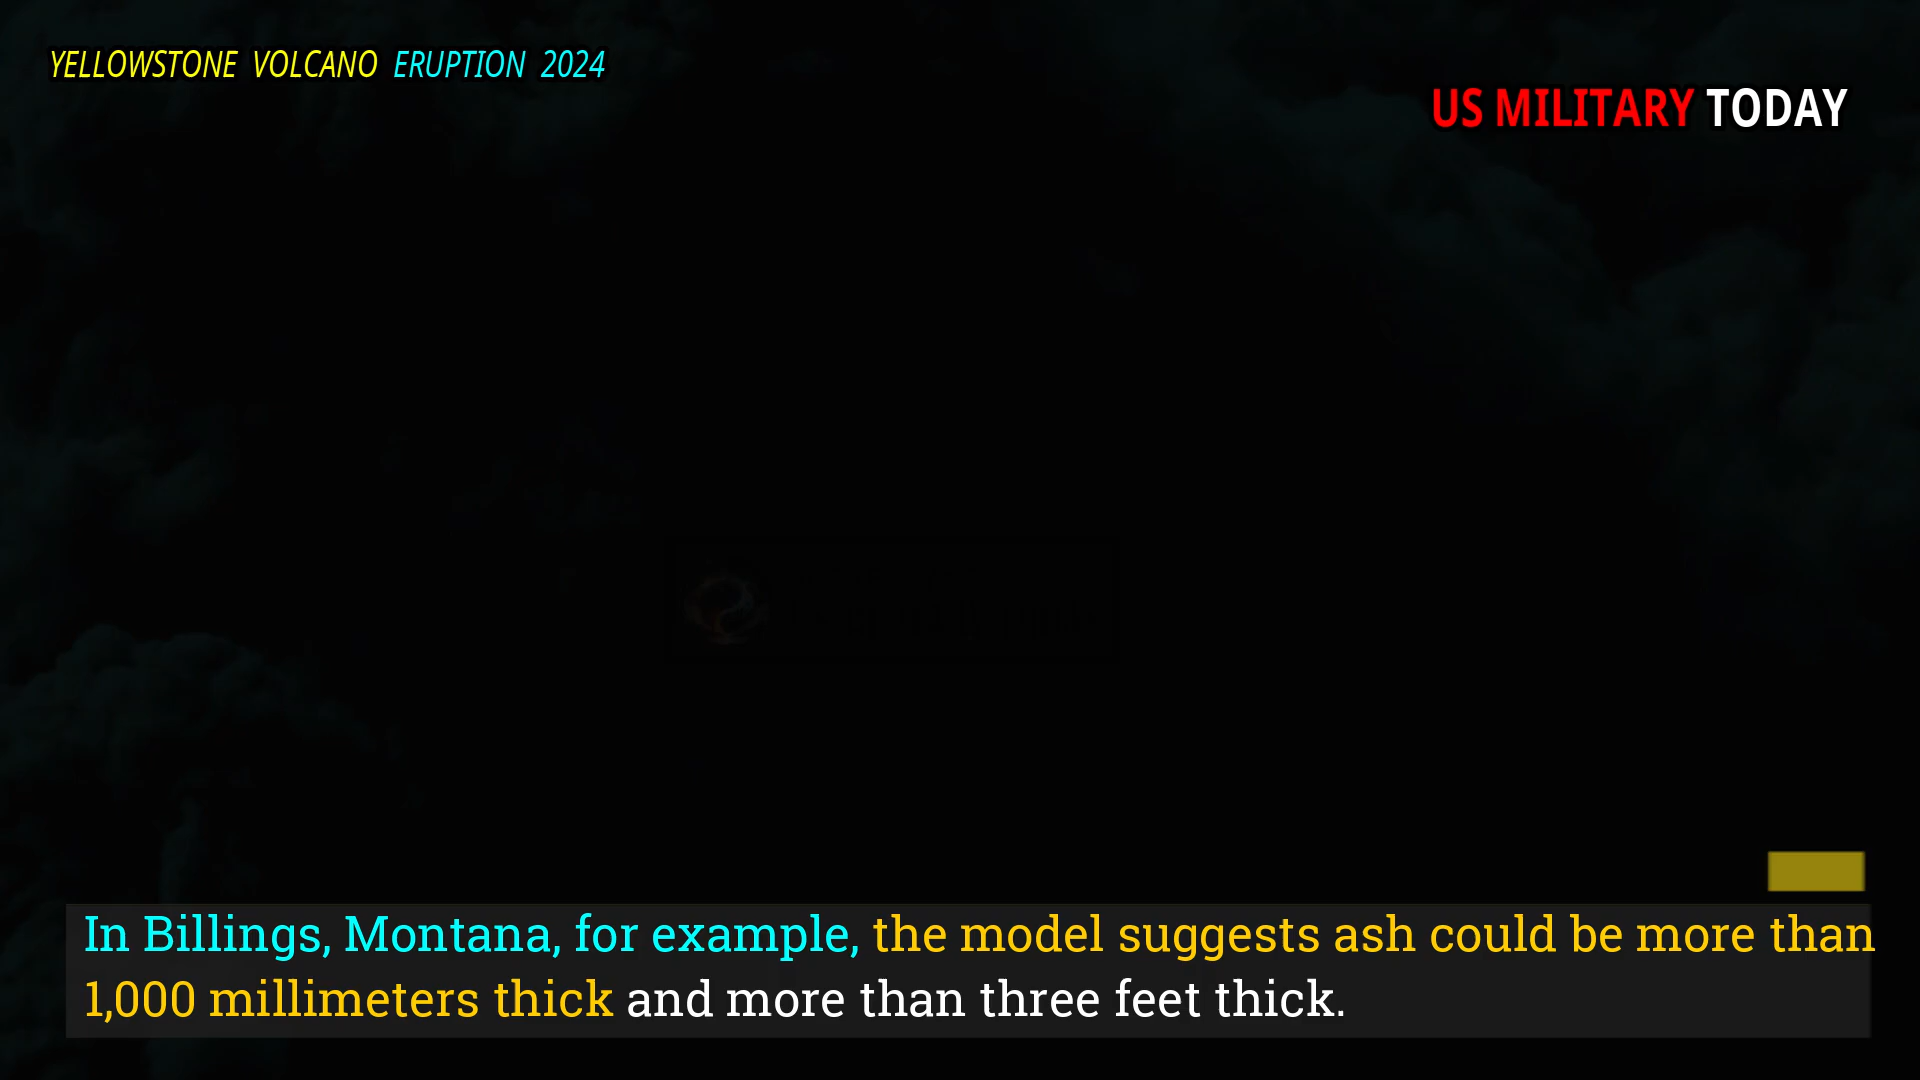 YELLOWSTONE VOLCANO ERUPTION 2024
US MILITARY TODAY
In Billings, Montana, for example, the model suggests ash could be more than
1,000 millimeters thick and more than three feet thick.